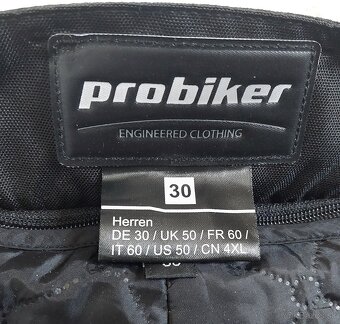 probiker
ENGINEERED CLOTHING
30
Herren
DE 30 / UK 50 / FR 60 /
IT 60 / US 50 / CN 4XL